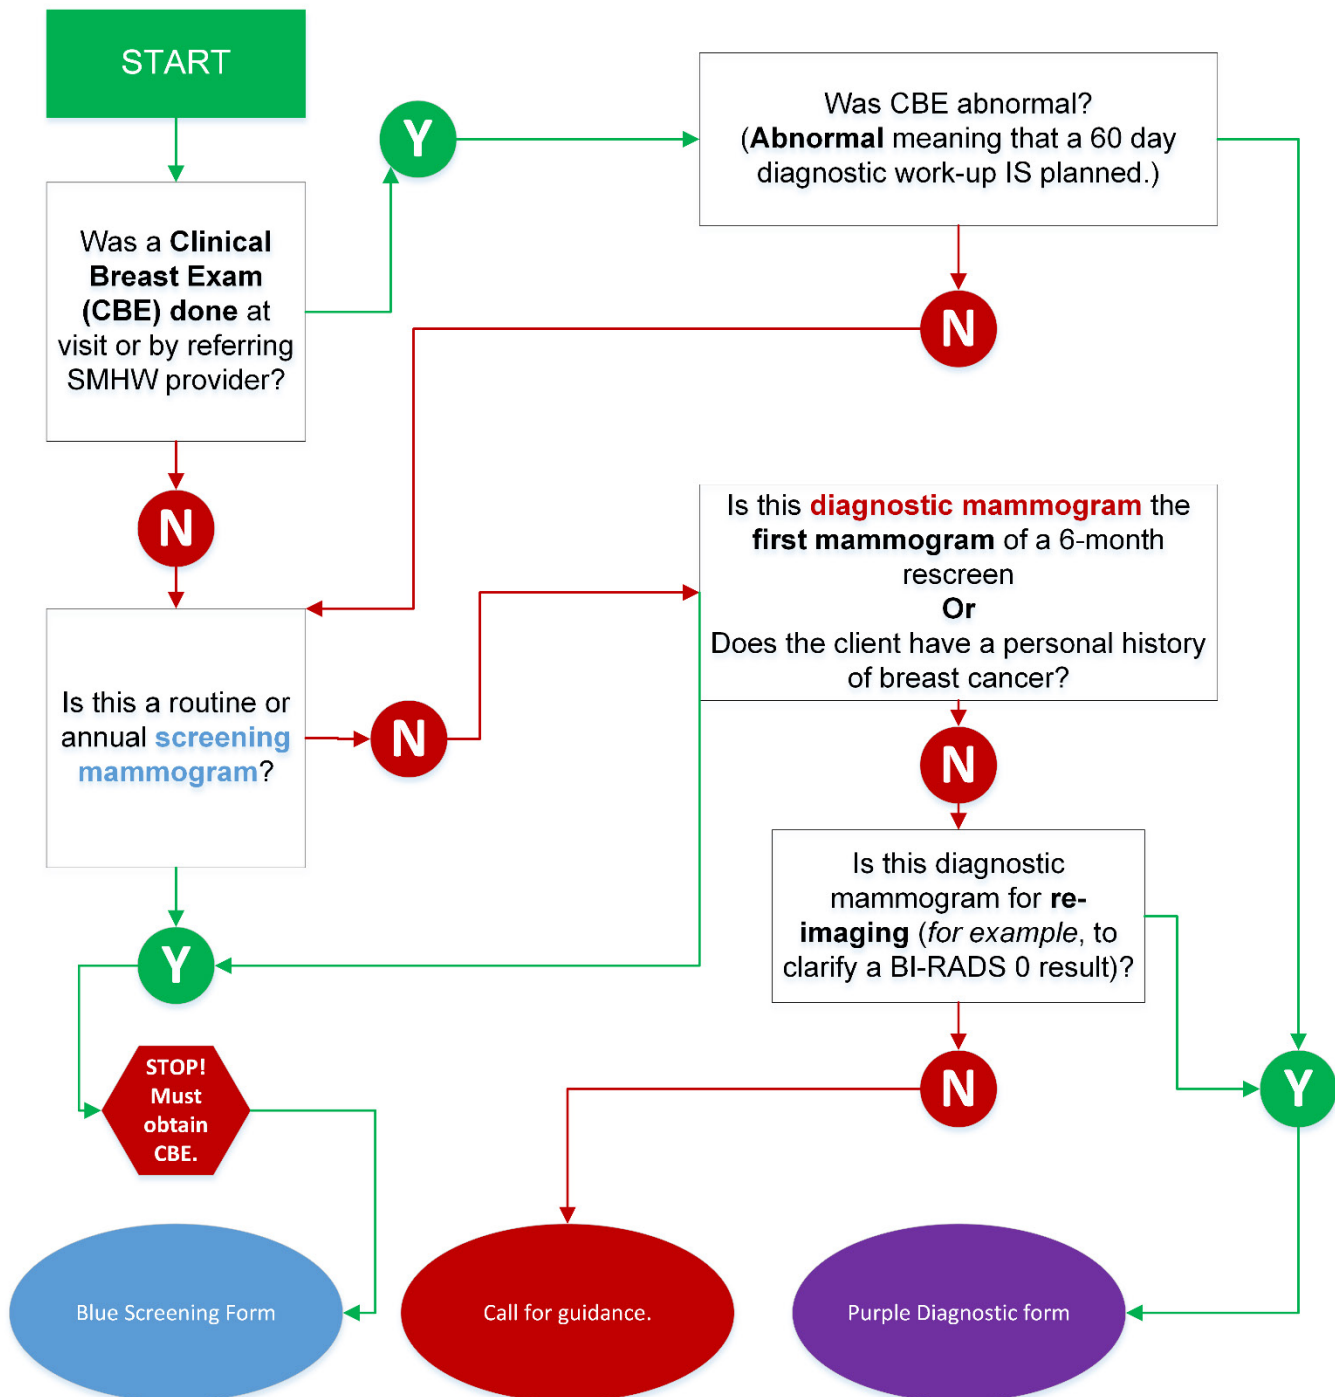 START
Y
Was CBE abnormal?
(Abnormal meaning that a 60 day
diagnostic work-up IS planned.)
Was a Clinical
Breast Exam
(CBE) done at
visit or by referring
SMHW provider?
N
N
Is this diagnostic mammogram the
first mammogram of a 6-month
rescreen
Or
Does the client have a personal history
of breast cancer?
Is this a routine or
annual screening
mammogram?
N
N
Is this diagnostic
mammogram for re-
imaging (for example, to
clarify a BI-RADS 0 result)?
Y
STOP!
Must
obtain
CBE.
N
Y
Blue Screening Form
Call for guidance.
Purple Diagnostic form